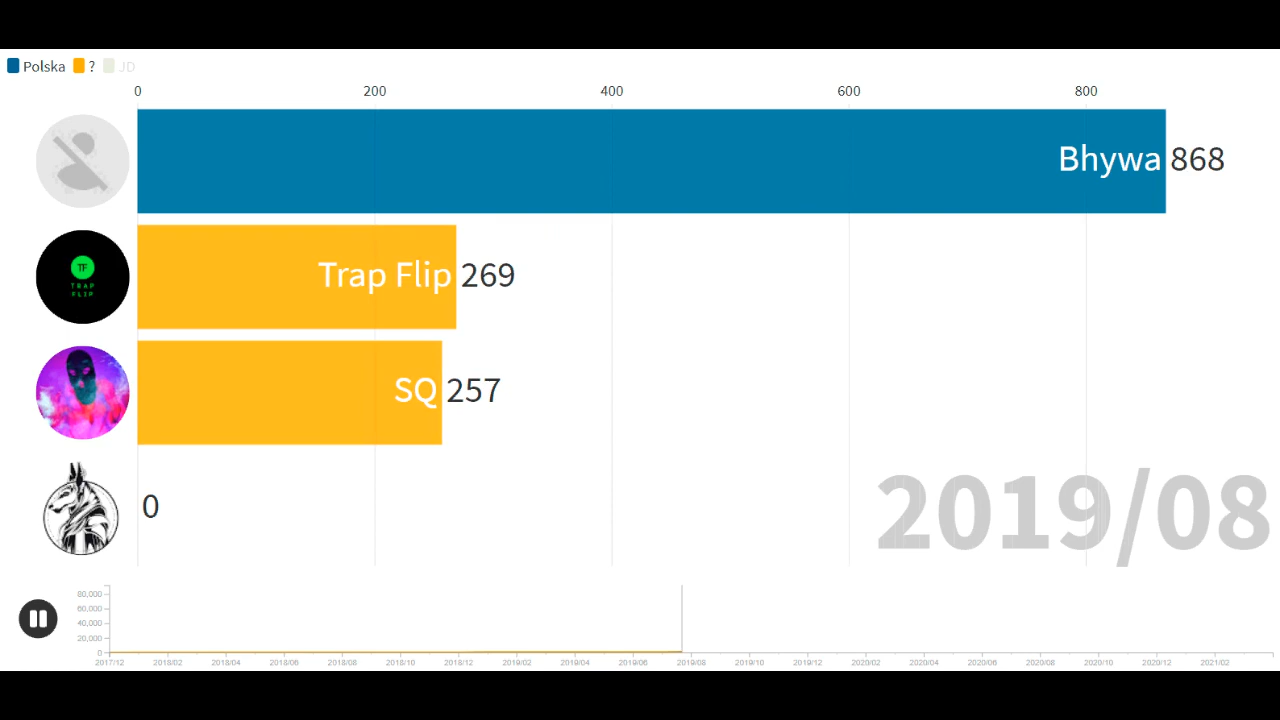 Polska ? JD
0 200 400 600 800
Bhywa 868
TF
TRAP
FLIP
Trap Flip 269
SQ 257
0
2019/08
80,000
60,000
40,000
20,000
0
2017/12 2018/02 2018/04 2018/06 2018/08 2018/10 2018/12 2019/02 2019/04 2019/06 2019/08 2019/10 2019/12 2020/02 2020/04 2020/06 2020/08 2020/10 2020/12 2021/02